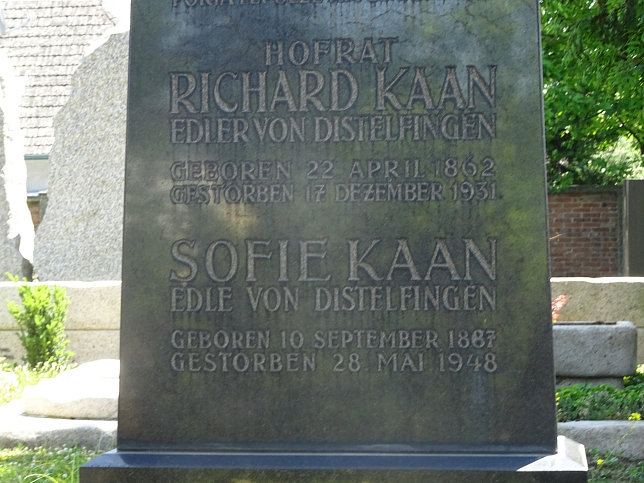 HOFRAT
RICHARD KAAN
EDLER VON DISTELFINGEN
GEBOREN 22 APRIL 1862
GESTORBEN 17 DEZEMBER 1931
SOFIE KAAN
EDLE VON DISTELFINGEN
GEBOREN 10 SEPTEMBER 1867
GESTORBEN 28. MAI 1948